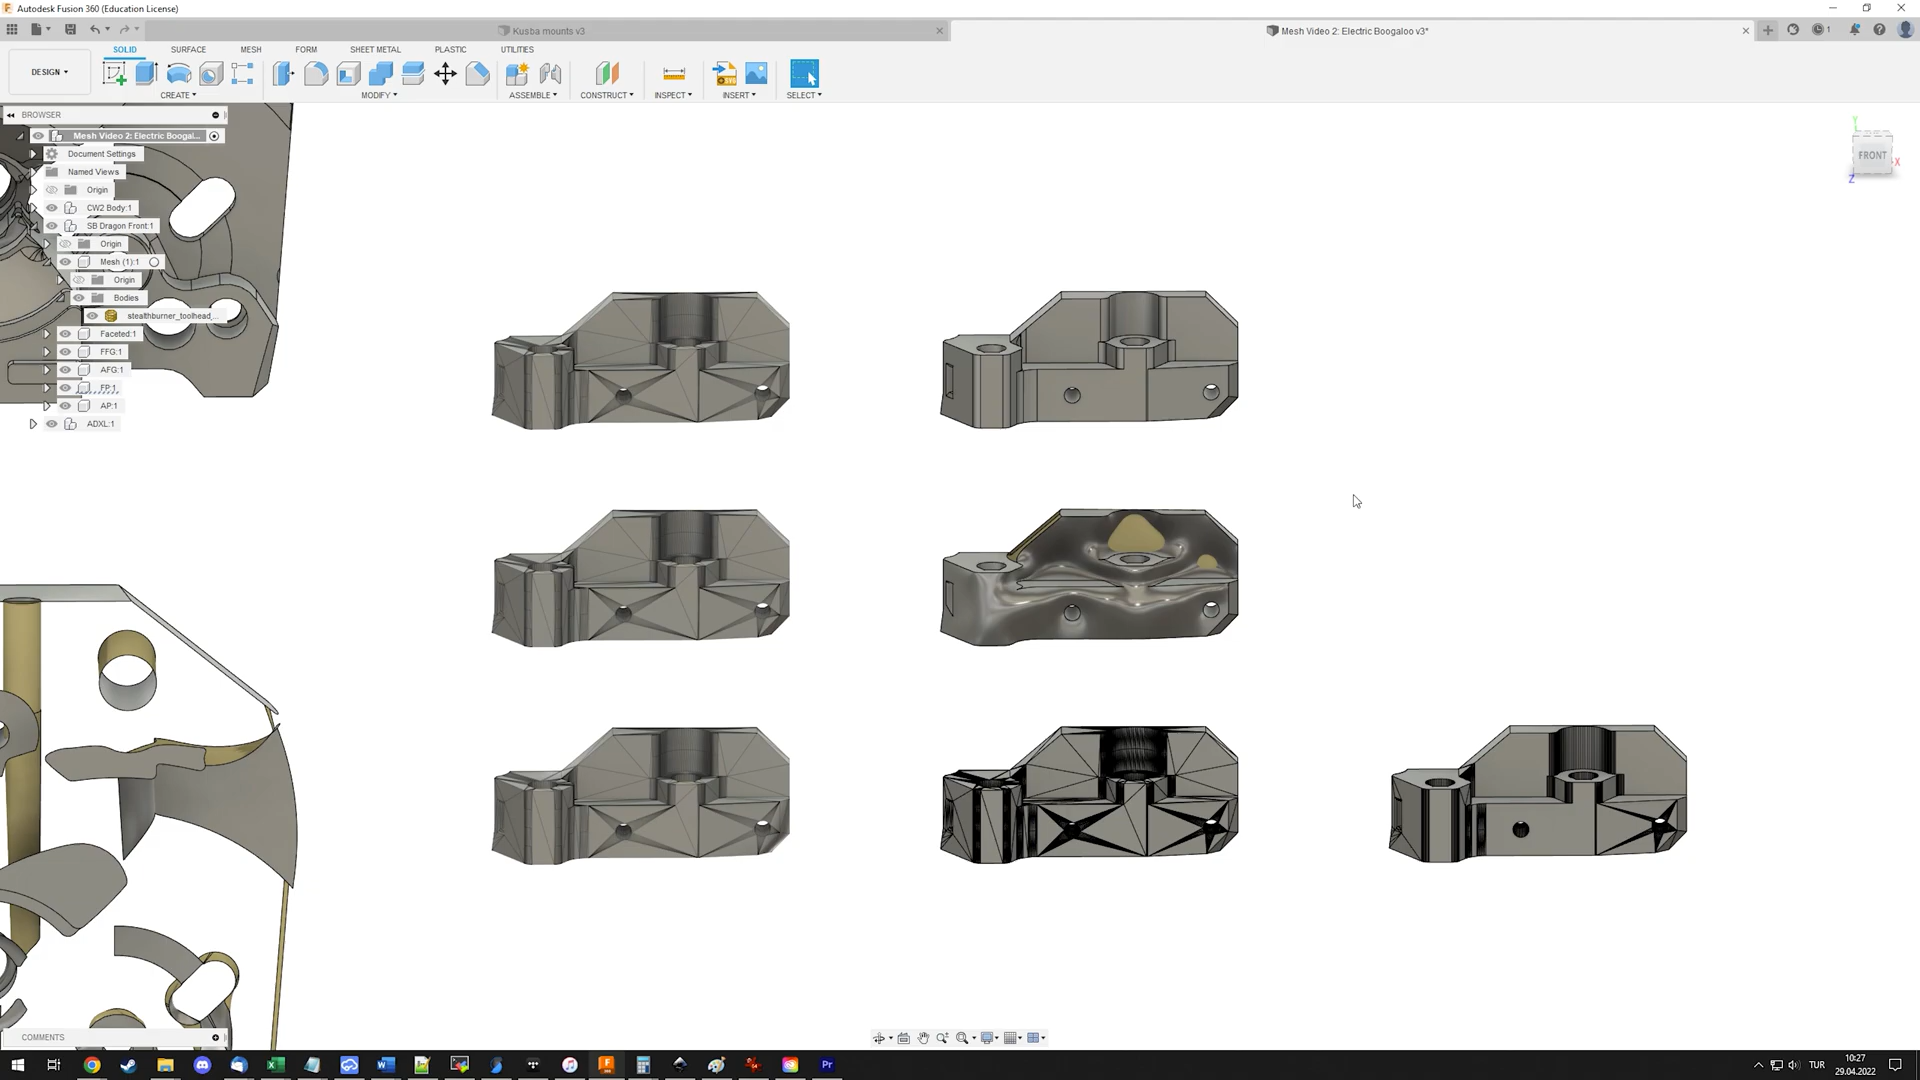 Autodesk Fusion 360 (Education License)
Kusba mounts v3
Mesh Video 2: Electric Boogaloo v3*
1
SOLID
SURFACE
MESH
FORM
SHEET METAL
PLASTIC
UTILITIES
DESIGN
CREATE
MODIFY
ASSEMBLE
CONSTRUCT
INSPECT
INSERT
SELECT
BROWSER
Mesh Video 2: Electric Boogal...
Document Settings
Named Views
Origin
CW2 Body:1
SB Dragon Front:1
Origin
Mesh (1):1
Origin
Bodies
stealthburner_toolhead_...
Faceted:1
FFG:1
AFG:1
FP:1
AP:1
ADXL:1
Y
FRONT
X
Z
COMMENTS
TUR
10:27
29.04.2022